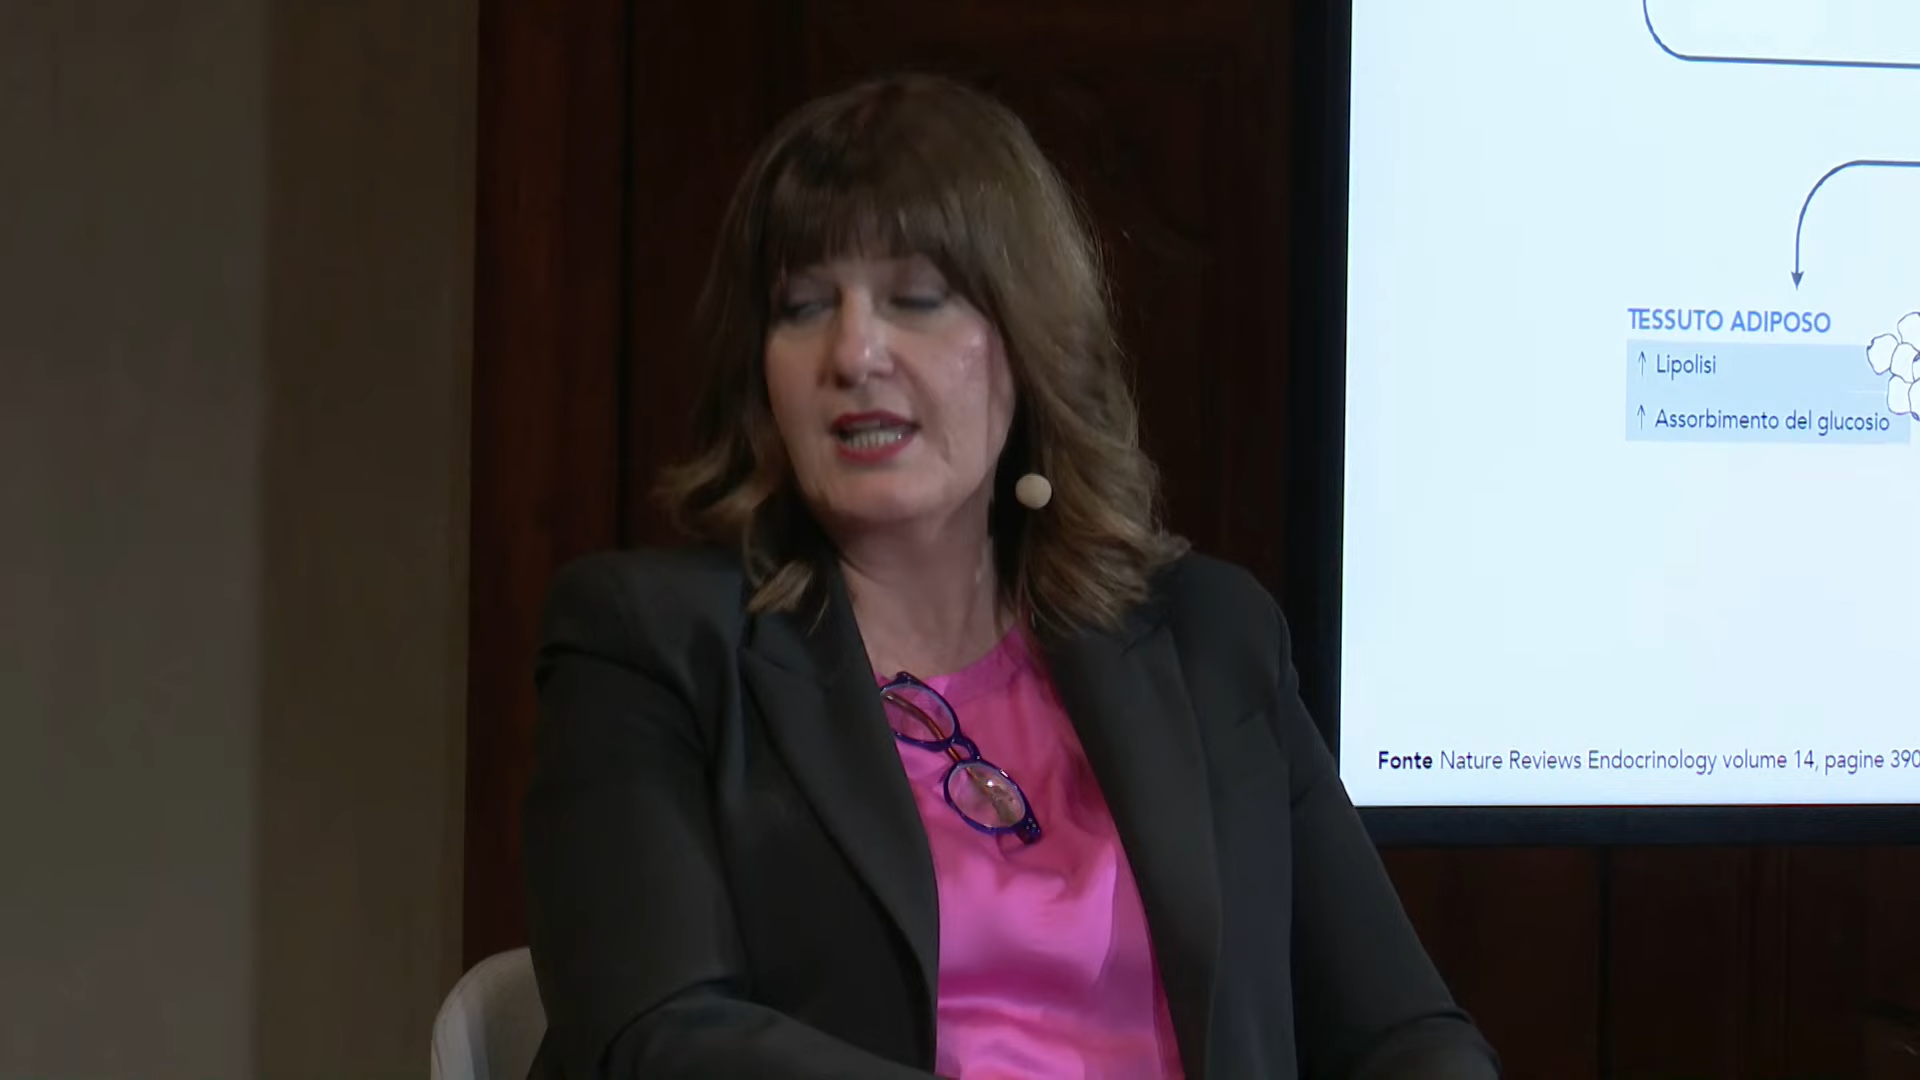 TESSUTO ADIPOSO
↑ Lipolisi
↑ Assorbimento del glucosio
Fonte Nature Reviews Endocrinology volume 14, pagine 390